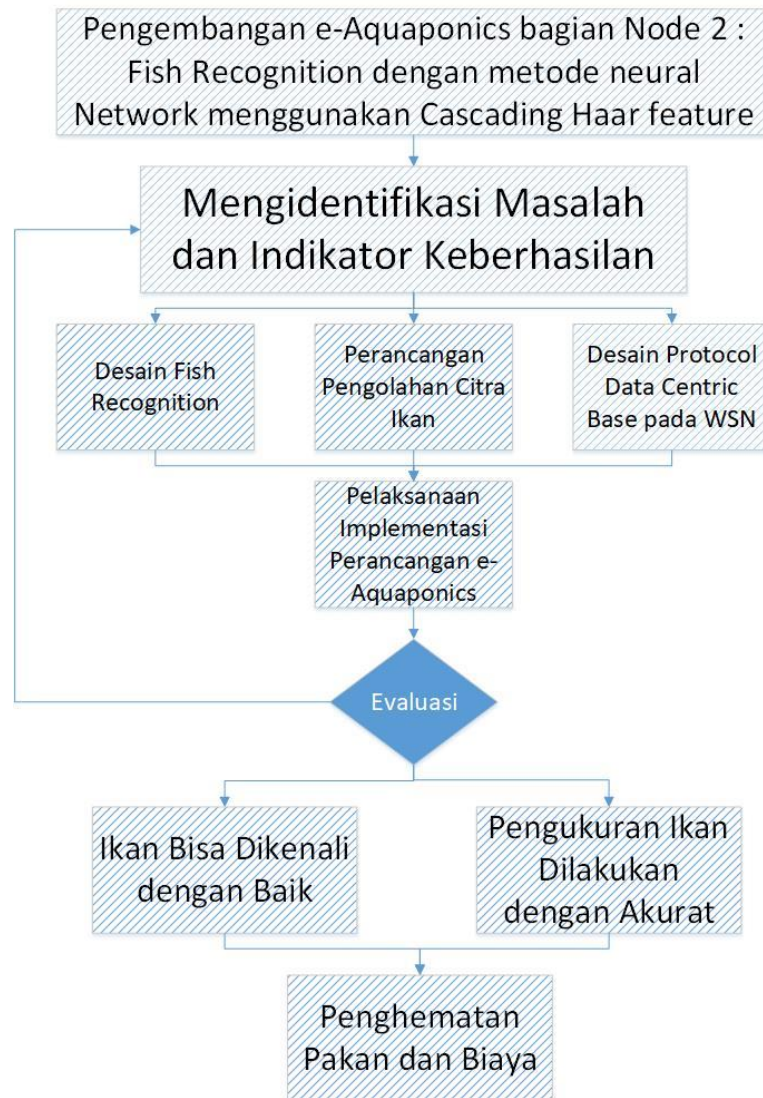 Pengembangan e-Aquaponics bagian Node 2 :
Fish Recognition dengan metode neural
Network menggunakan Cascading Haar feature
Mengidentifikasi Masalah
dan Indikator Keberhasilan
Desain Fish
Recognition
Perancangan
Pengolahan Citra
Ikan
Desain Protocol
Data Centric
Base pada WSN
Pelaksanaan
Implementasi
Perancangan e-
Aquaponics
Evaluasi
Ikan Bisa Dikenali
dengan Baik
Pengukuran Ikan
Dilakukan
dengan Akurat
Penghematan
Pakan dan Biaya